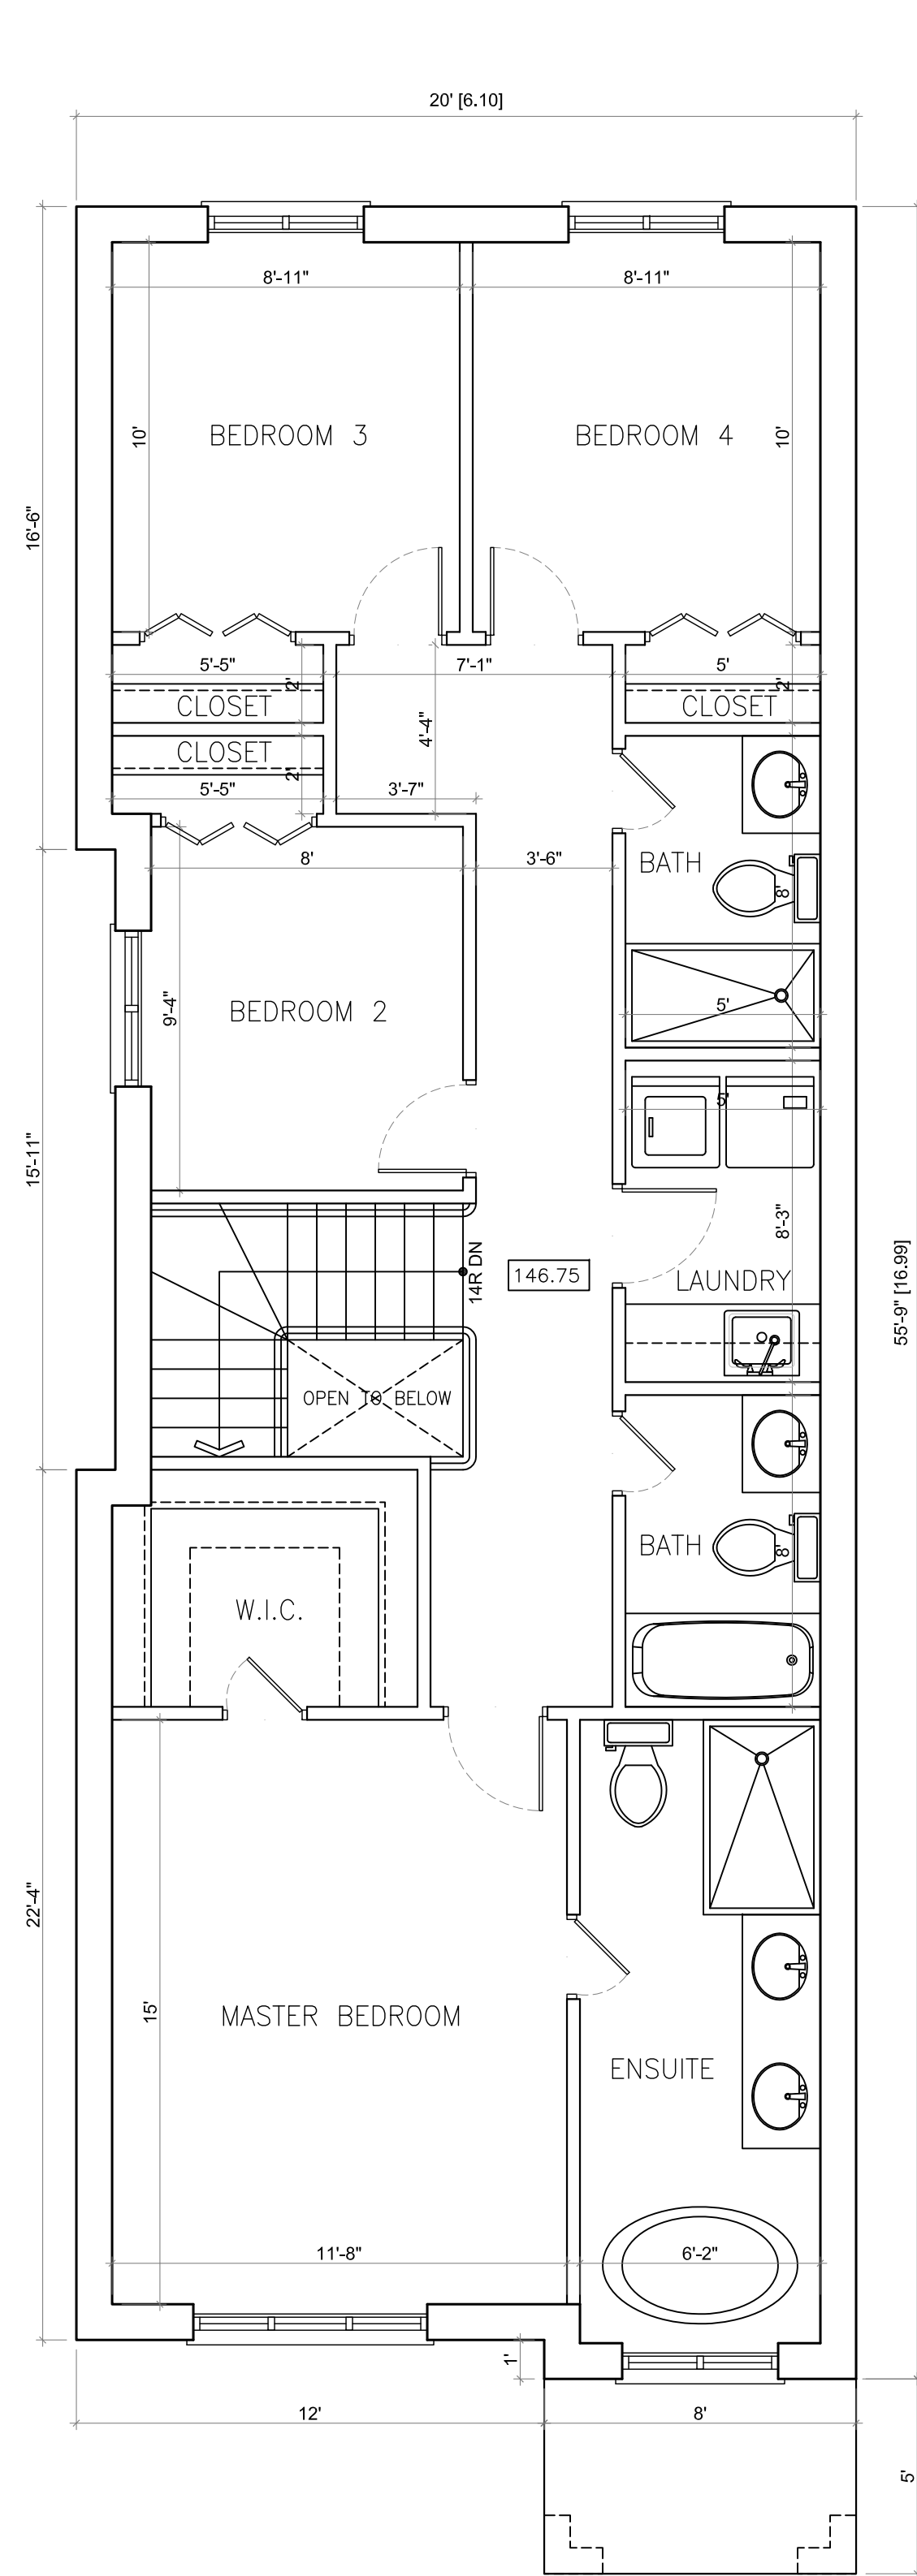 20' [6.10]
8'-11"
8'-11"
10'
BEDROOM 3
BEDROOM 4
10'
16'-6"
5'-5"
2'
7'-1"
5'
2'
CLOSET
CLOSET
4'-4"
CLOSET
2'
5'-5"
3'-7"
8'
3'-6"
BATH
8'
9'-4"
BEDROOM 2
5'
5'
15'-11"
8'-3"
14R DN
146.75
LAUNDRY
55'-9" [16.99]
OPEN TO BELOW
BATH
8'
W.I.C.
22'-4"
15'
MASTER BEDROOM
ENSUITE
11'-8"
6'-2"
1'
12'
8'
5'